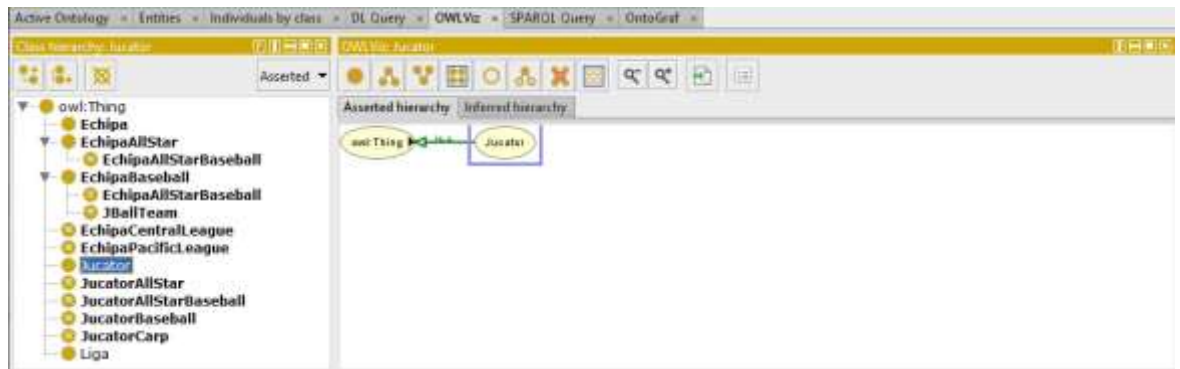 Active Ontology × Entities × Individuals by class × DL Query × OWLViz × SPARQL Query × OntoGraf ×
Class hierarchy: Jucator
OWLViz: Jucator
Asserted
owl:Thing
Echipa
EchipaAllStar
EchipaAllStarBaseball
EchipaBaseball
EchipaAllStarBaseball
JBallTeam
EchipaCentralLeague
EchipaPacificLeague
Jucator
JucatorAllStar
JucatorAllStarBaseball
JucatorBaseball
JucatorCarp
Liga
Asserted hierarchy Inferred hierarchy
owl:Thing is-a Jucator